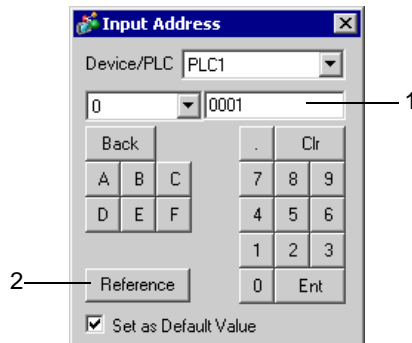 Input Address
Device/PLC PLC1
0 0001 1
Back . Clr
A B C 7 8 9
D E F 4 5 6
1 2 3
2 Reference 0 Ent
Set as Default Value